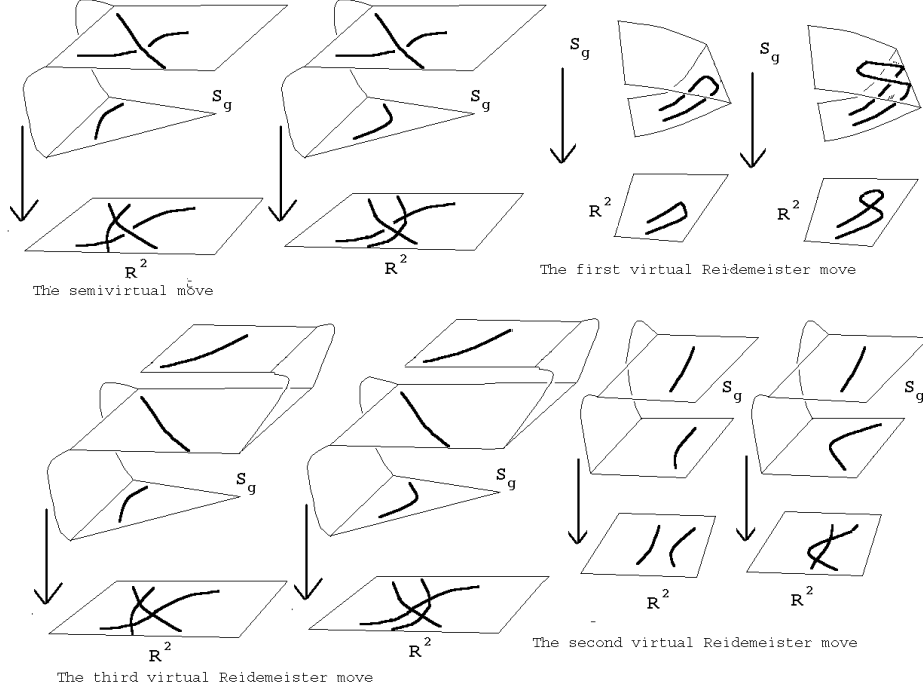 S_g
S_g
R^2
R^2
The semivirtual move
S_g
S_g
R^2
R^2
The first virtual Reidemeister move
S_g
S_g
R^2
R^2
The third virtual Reidemeister move
S_g
S_g
R^2
R^2
The second virtual Reidemeister move